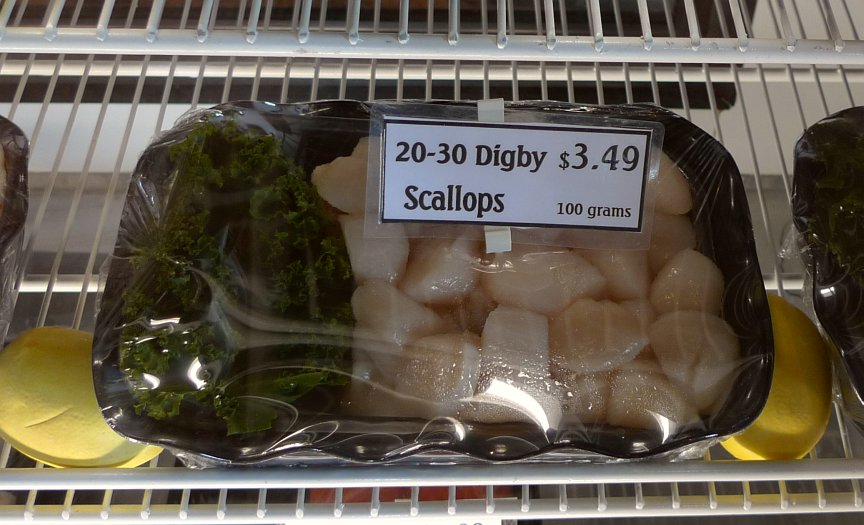 20-30 Digby $3.49
Scallops 100 grams